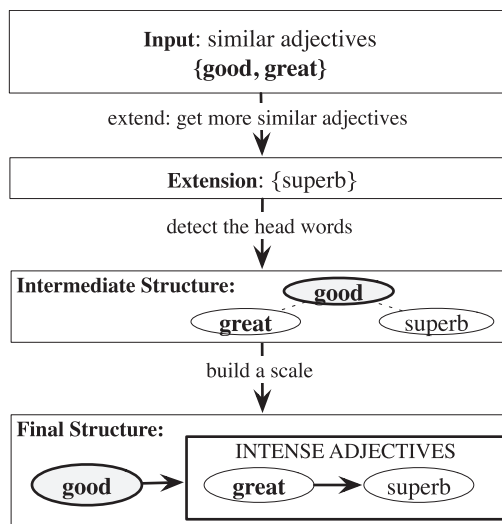 Input: similar adjectives
{good, great}
extend: get more similar adjectives
Extension: {superb}
detect the head words
Intermediate Structure:
good
great
superb
build a scale
Final Structure:
INTENSE ADJECTIVES
good
great
superb